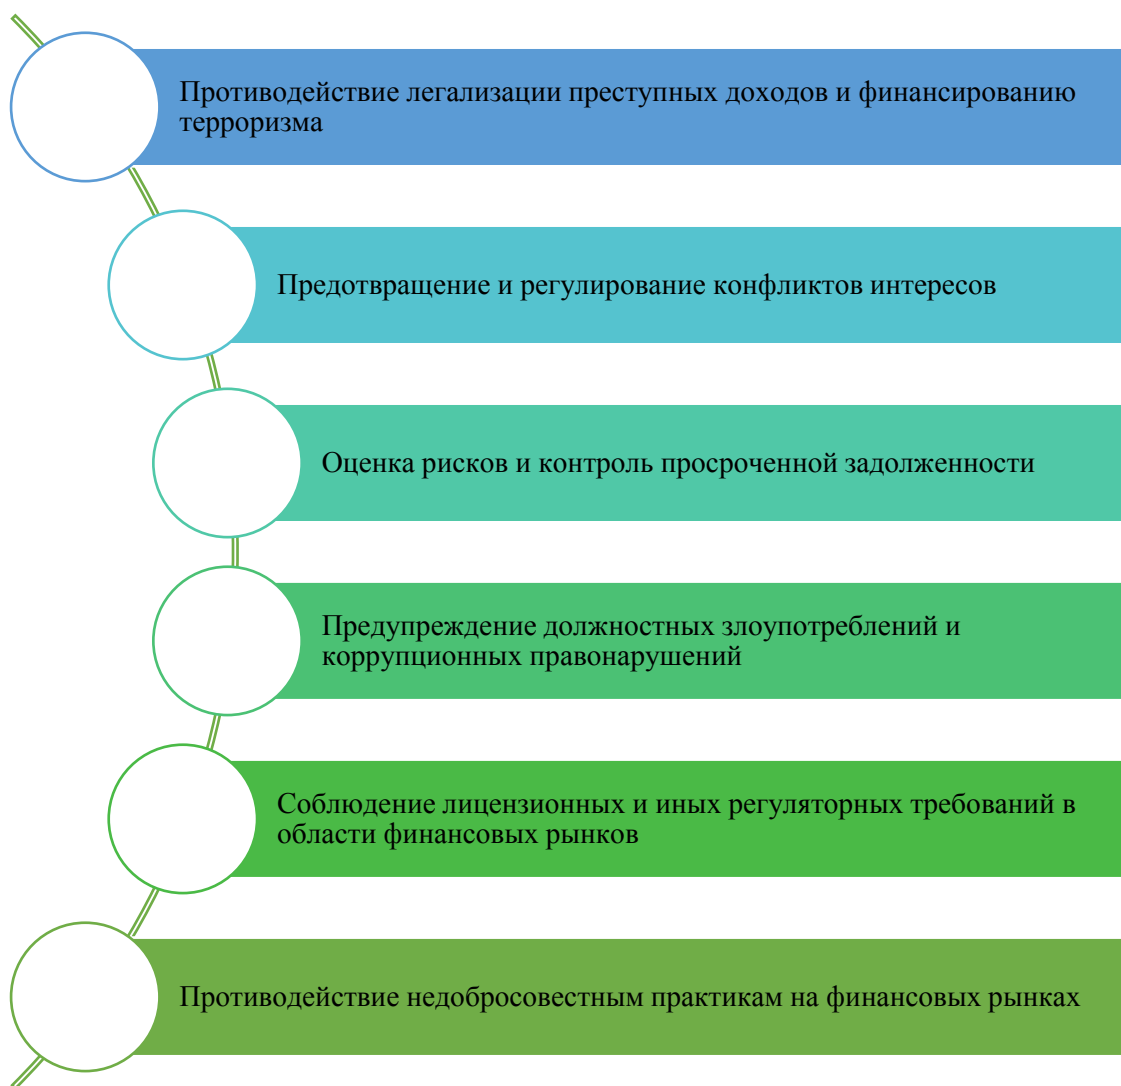 Противодействие легализации преступных доходов и финансированию
терроризма
Предотвращение и регулирование конфликтов интересов
Оценка рисков и контроль просроченной задолженности
Предупреждение должностных злоупотреблений и
коррупционных правонарушений
Соблюдение лицензионных и иных регуляторных требований в
области финансовых рынков
Противодействие недобросовестным практикам на финансовых рынках